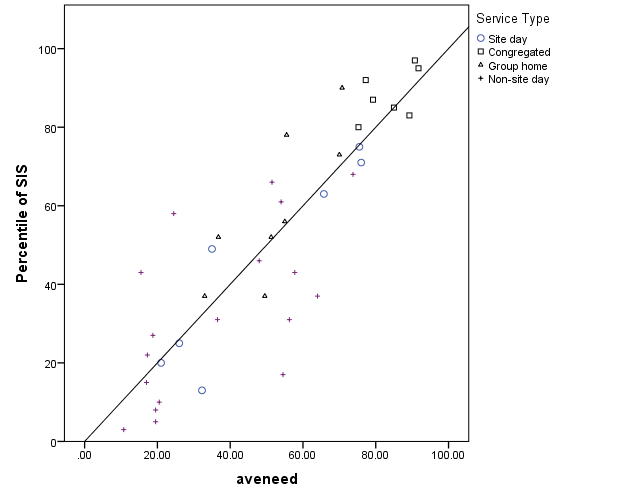 Service Type
Site day
Congregated
Group home
Non-site day
Percentile of SIS
100
80
60
40
20
0
.00
20.00
40.00
60.00
80.00
100.00
aveneed